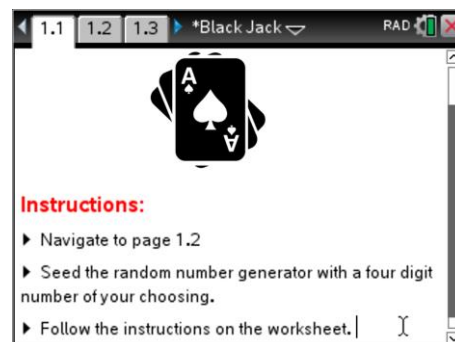 1.1 1.2 1.3 *Black Jack RAD
A
A
Instructions:
▶ Navigate to page 1.2
▶ Seed the random number generator with a four digit
number of your choosing.
▶ Follow the instructions on the worksheet.